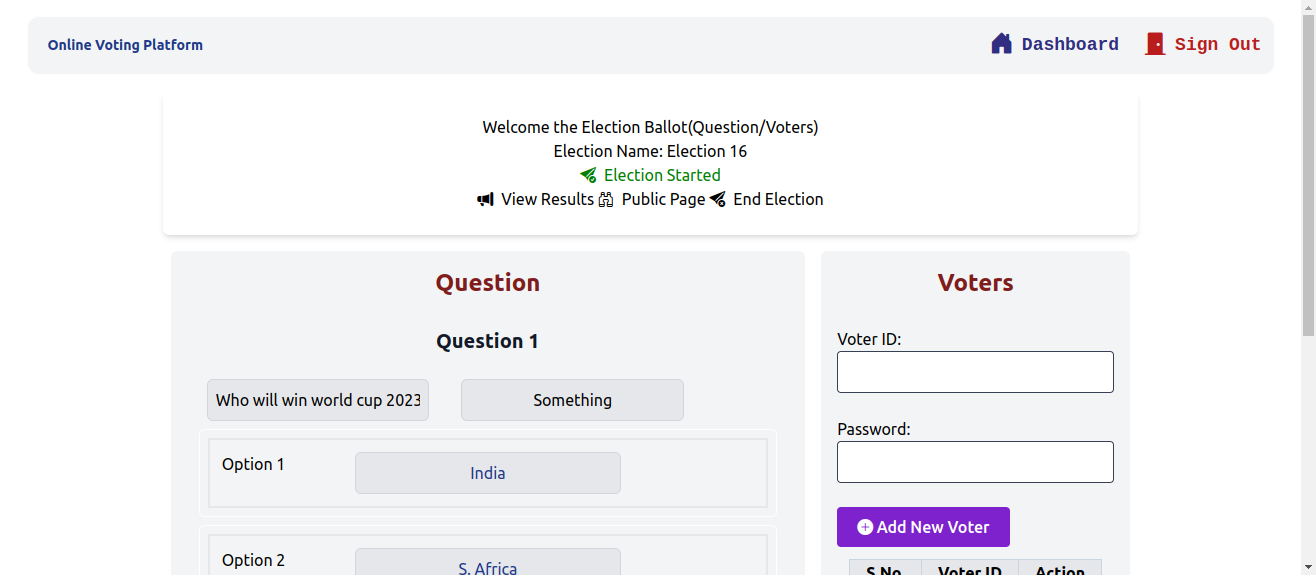 Online Voting Platform
Dashboard
Sign Out
Welcome the Election Ballot(Question/Voters)
Election Name: Election 16
Election Started
View Results Public Page End Election
Question
Question 1
Who will win world cup 2023
Something
Option 1
India
Option 2
S. Africa
Voters
Voter ID:
Password:
Add New Voter
S.No Voter ID Action